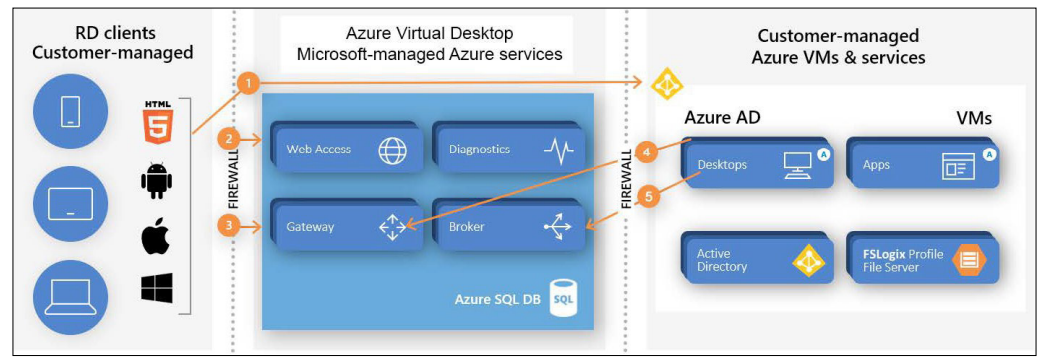 RD clients
Customer-managed
HTML
5
FIREWALL
Azure Virtual Desktop
Microsoft-managed Azure services
1
2
Web Access
Diagnostics
3
Gateway
Broker
Azure SQL DB
SQL
FIREWALL
4
5
Customer-managed
Azure VMs & services
Azure AD
VMs
Desktops
A
Apps
A
Active
Directory
FSLogix Profile
File Server